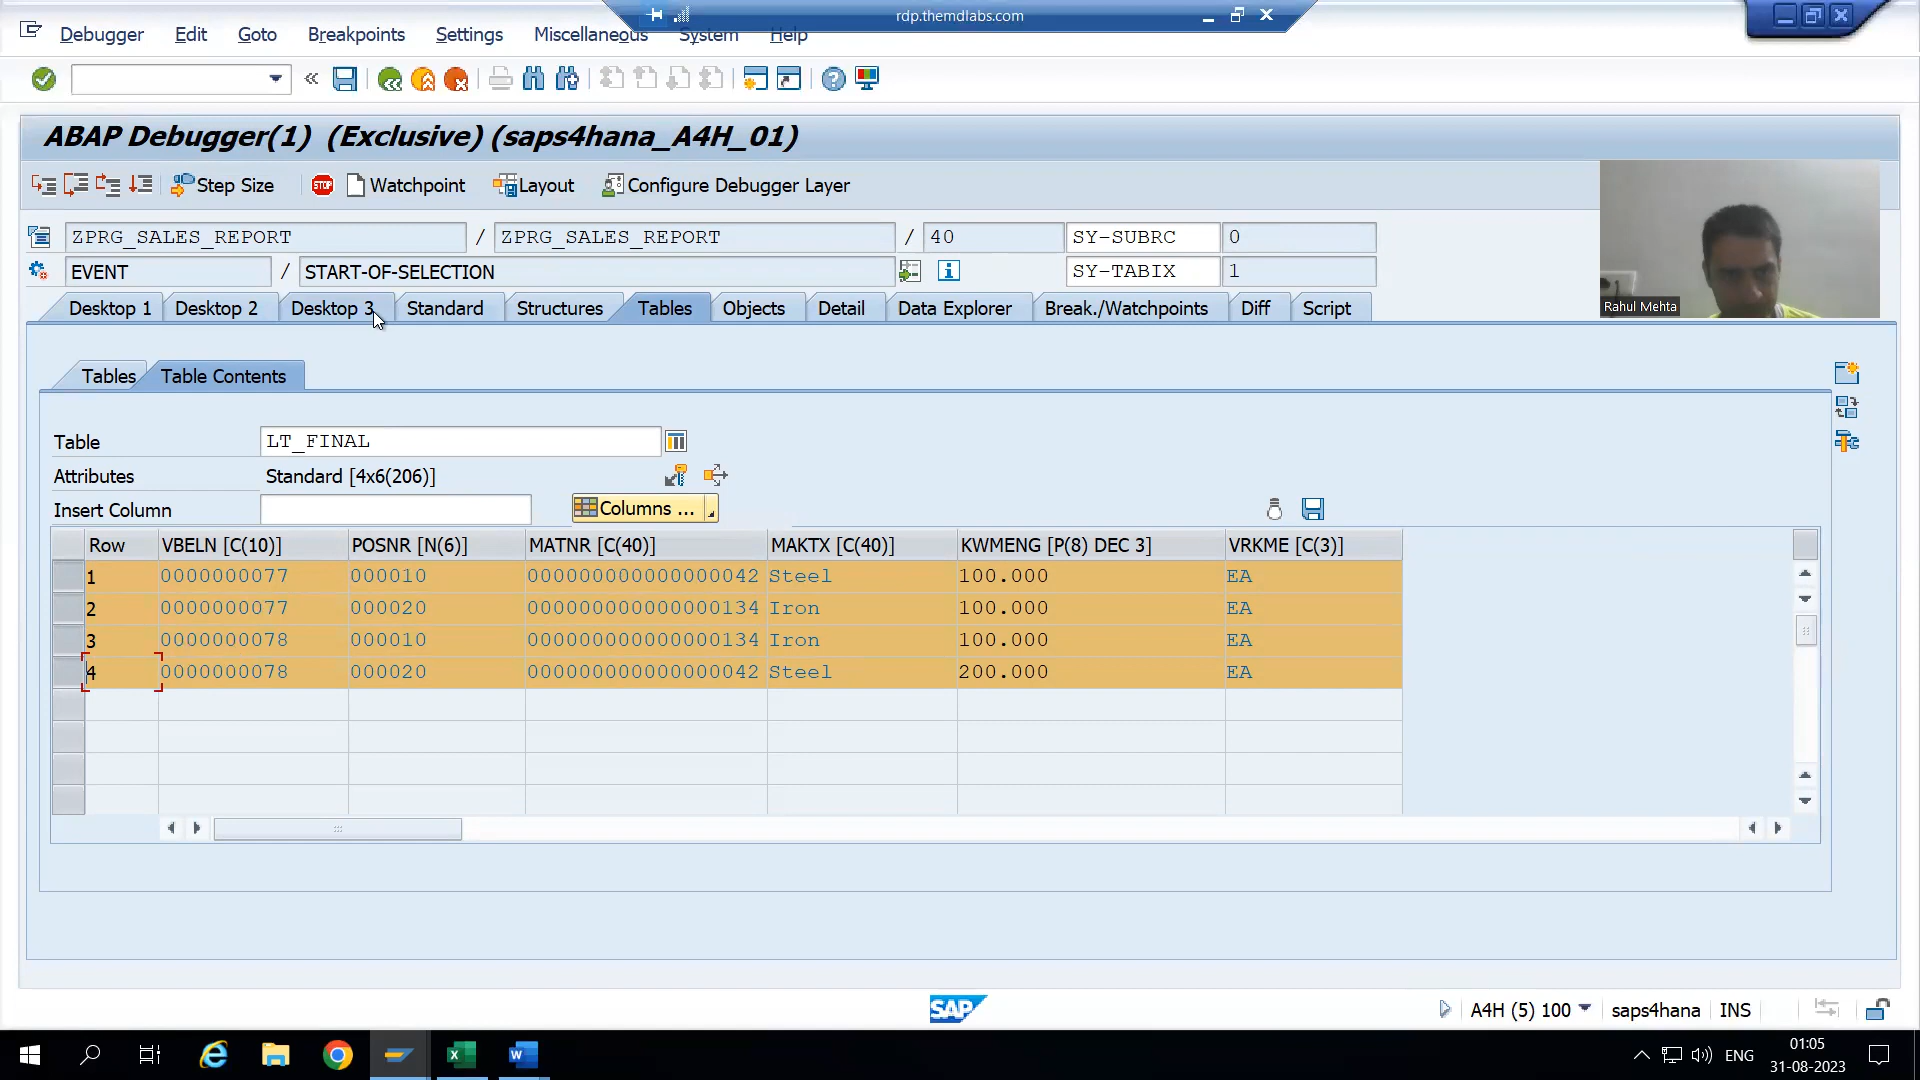 rdp.themdlabs.com
Debugger Edit Goto Breakpoints Settings Miscellaneous System Help
ABAP Debugger(1) (Exclusive) (saps4hana_A4H_01)
Step Size STOP Watchpoint Layout Configure Debugger Layer
ZPRG_SALES_REPORT / ZPRG_SALES_REPORT / 40 SY-SUBRC 0
EVENT / START-OF-SELECTION SY-TABIX 1
Rahul Mehta
Desktop 1 Desktop 2 Desktop 3 Standard Structures Tables Objects Detail Data Explorer Break./Watchpoints Diff Script
Tables Table Contents
Table LT_FINAL
Attributes Standard [4x6(206)]
Insert Column Columns ...
Row VBELN [C(10)] POSNR [N(6)] MATNR [C(40)] MAKTX [C(40)] KWMENG [P(8) DEC 3] VRKME [C(3)]
1 0000000077 000010 000000000000000042 Steel 100.000 EA
2 0000000077 000020 000000000000000134 Iron 100.000 EA
3 0000000078 000010 000000000000000134 Iron 100.000 EA
4 0000000078 000020 000000000000000042 Steel 200.000 EA
SAP A4H (5) 100 saps4hana INS
ENG 01:05
31-08-2023